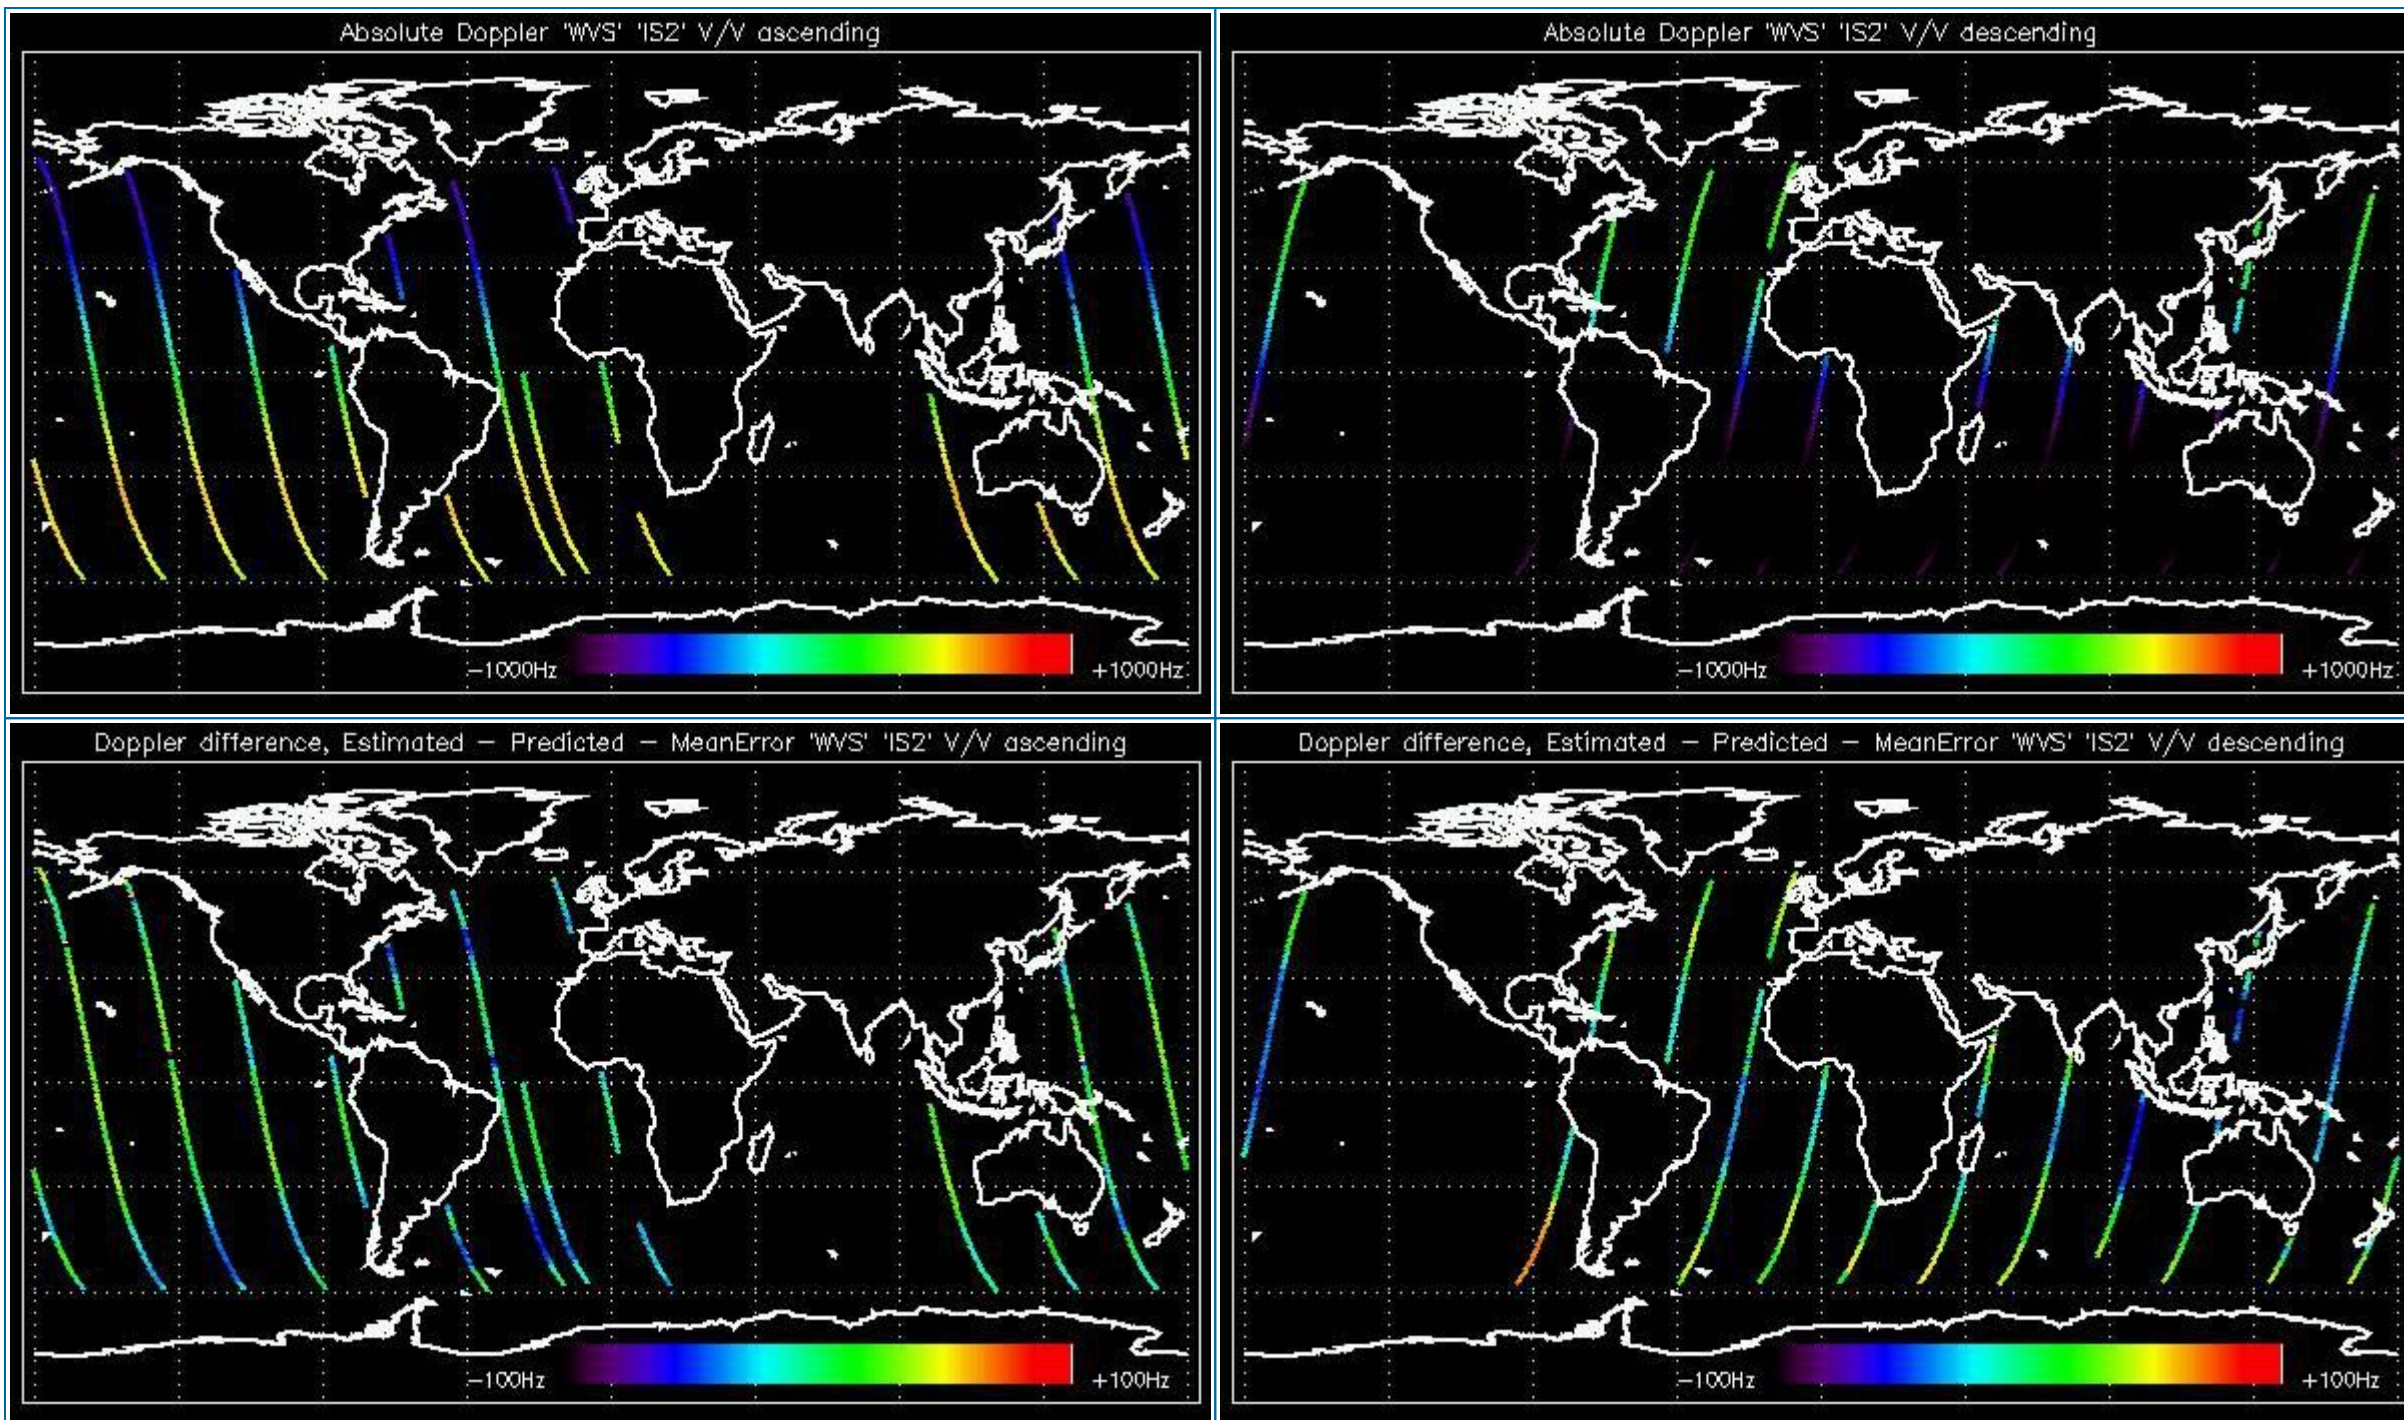 Absolute Doppler 'WVS' 'IS2' V/V ascending
−1000Hz
+1000Hz
Absolute Doppler 'WVS' 'IS2' V/V descending
−1000Hz
+1000Hz
Doppler difference, Estimated − Predicted − MeanError 'WVS' 'IS2' V/V ascending
−100Hz
+100Hz
Doppler difference, Estimated − Predicted − MeanError 'WVS' 'IS2' V/V descending
−100Hz
+100Hz